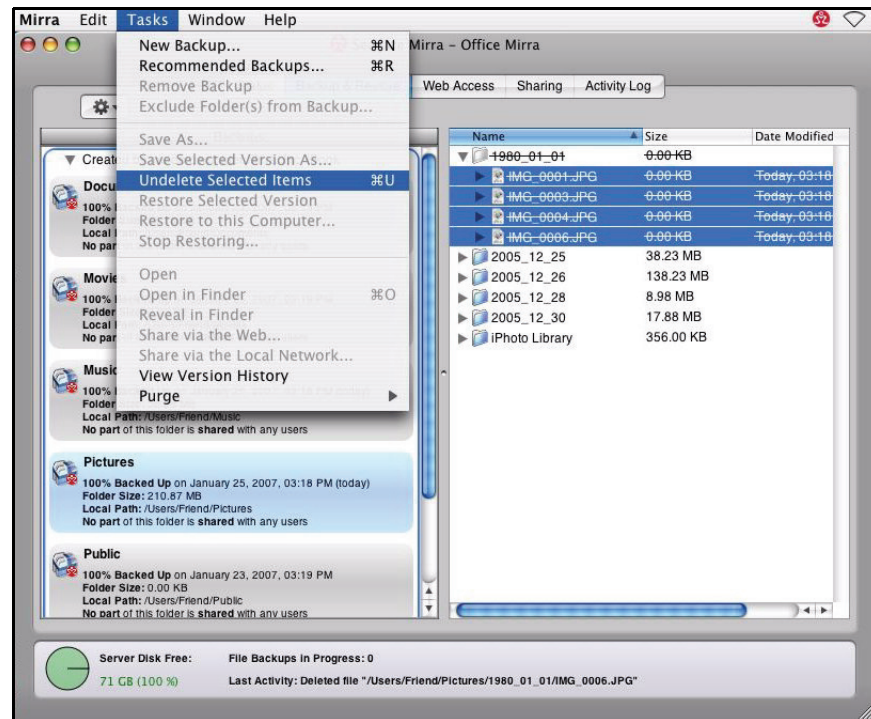 Mirra Edit Tasks Window Help
Mirra – Office Mirra
Web Access Sharing Activity Log
New Backup... ⌘N
Recommended Backups... ⌘R
Remove Backup
Exclude Folder(s) from Backup...
Save As...
Save Selected Version As...
Undelete Selected Items ⌘U
Restore Selected Version
Restore to this Computer...
Stop Restoring...
Open
Open in Finder ⌘O
Reveal in Finder
Share via the Web...
Share via the Local Network...
View Version History
Purge
100%
Folder
No par
100%
No par
100%
Folder
Local Path: /Users/Friend/Music
No part of this folder is shared with any users
Pictures
100% Backed Up on January 25, 2007, 03:18 PM (today)
Folder Size: 210.87 MB
Local Path: /Users/Friend/Pictures
No part of this folder is shared with any users
Public
100% Backed Up on January 23, 2007, 03:19 PM
Folder Size: 0.00 KB
Local Path: /Users/Friend/Public
No part of this folder is shared with any users
Name Size Date Modified
1980_01_01 0.00 KB
IMG_0001.JPG 0.00 KB Today, 03:18
IMG_0003.JPG 0.00 KB Today, 03:18
IMG_0004.JPG 0.00 KB Today, 03:18
IMG_0006.JPG 0.00 KB Today, 03:18
2005_12_25 38.23 MB
2005_12_26 138.23 MB
2005_12_28 8.98 MB
2005_12_30 17.88 MB
iPhoto Library 356.00 KB
Server Disk Free: File Backups in Progress: 0
71 GB (100 %) Last Activity: Deleted file "/Users/Friend/Pictures/1980_01_01/IMG_0006.JPG"